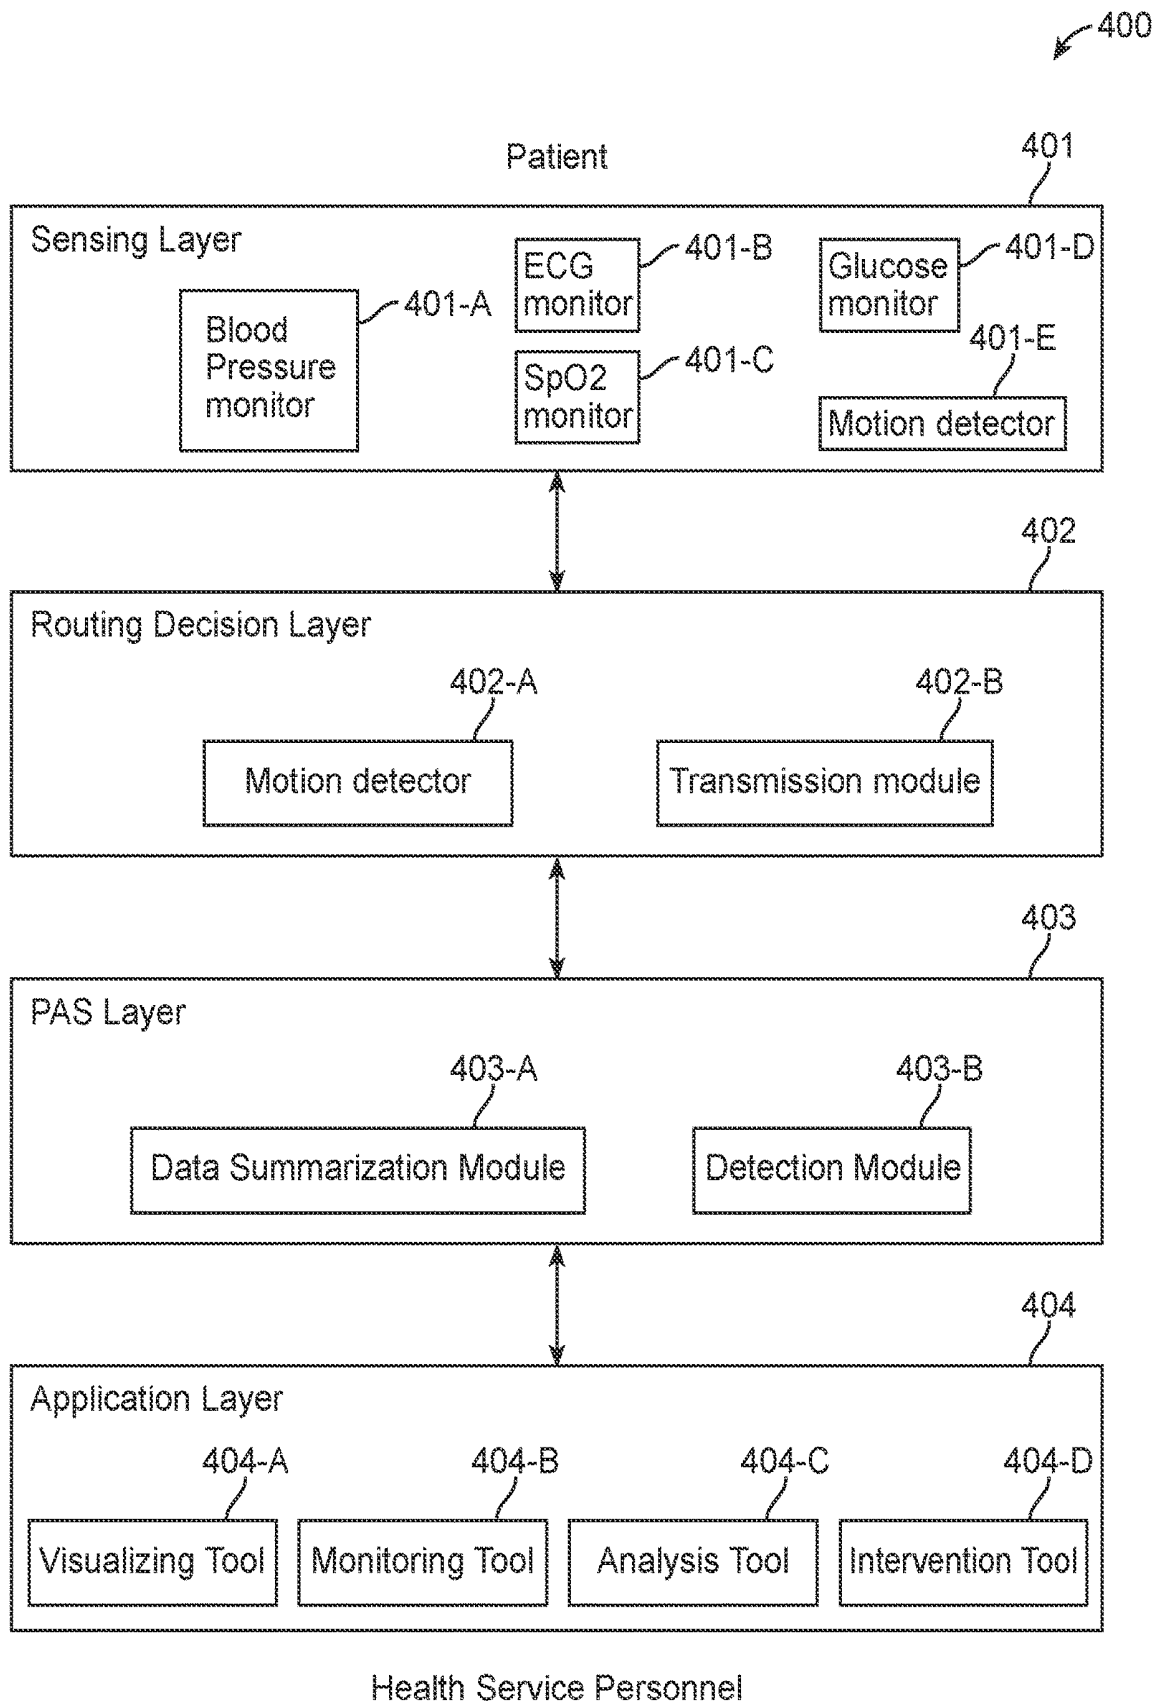 400
Patient
401
Sensing Layer
Blood
Pressure
monitor
401-A
ECG
monitor
401-B
SpO2
monitor
401-C
Glucose
monitor
401-D
401-E
Motion detector
402
Routing Decision Layer
402-A
Motion detector
402-B
Transmission module
403
PAS Layer
403-A
Data Summarization Module
403-B
Detection Module
404
Application Layer
404-A
Visualizing Tool
404-B
Monitoring Tool
404-C
Analysis Tool
404-D
Intervention Tool
Health Service Personnel